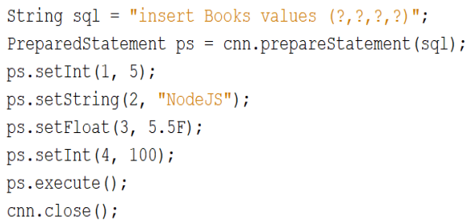 String sql = "insert Books values (?,?,?,?)";
PreparedStatement ps = cnn.prepareStatement(sql);
ps.setInt(1, 5);
ps.setString(2, "NodeJS");
ps.setFloat(3, 5.5F);
ps.setInt(4, 100);
ps.execute();
cnn.close();